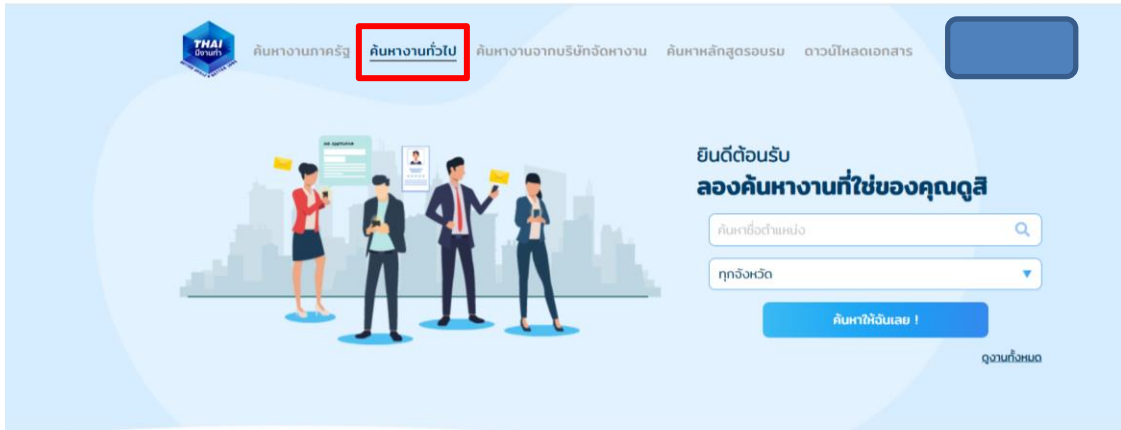 THAI
มีงานทำ
ค้นหางานภาครัฐ ค้นหางานทั่วไป ค้นหางานจากบริษัทจัดหางาน ค้นหาหลักสูตรอบรม ดาวน์โหลดเอกสาร
ยินดีต้อนรับ
ลองค้นหางานที่ใช่ของคุณดูสิ
ค้นหาชื่อตำแหน่ง
ทุกจังหวัด
ค้นหาให้ฉันเลย !
ดูงานทั้งหมด